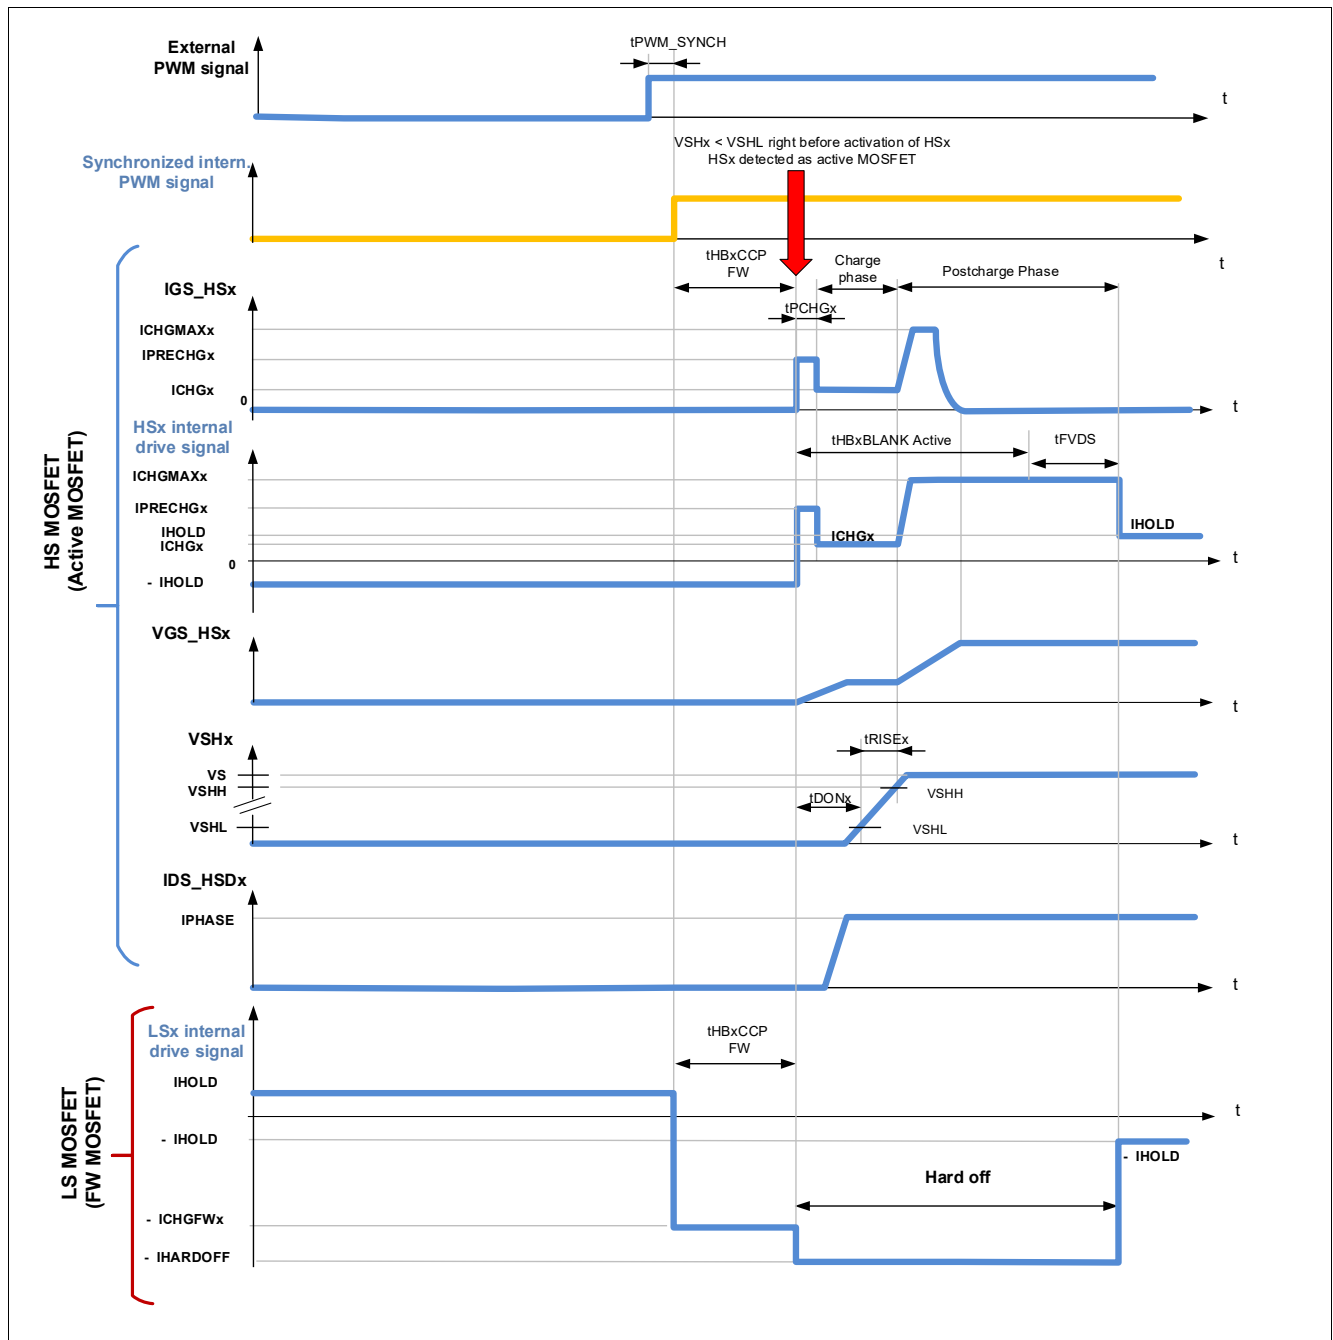 External
PWM signal
tPWM_SYNCH
t
VSHx < VSHL right before activation of HSx
HSx detected as active MOSFET
Synchronized intern.
PWM signal
t
tHBxCCP
FW
Charge
phase
Postcharge Phase
tPCHGx
IGS_HSx
ICHGMAXx
IPRECHGx
ICHGx
0
t
HSx internal
drive signal
tHBxBLANK Active
tFVDS
ICHGMAXx
IPRECHGx
IHOLD
ICHGx
ICHGx
IHOLD
0
t
- IHOLD
HS MOSFET
(Active MOSFET)
VGS_HSx
t
VSHx
tRISEx
VS
VSHH
tDONx
VSHH
VSHL
VSHL
t
IDS_HSDx
IPHASE
t
LSx internal
drive signal
tHBxCCP
FW
IHOLD
t
- IHOLD
- IHOLD
Hard off
- ICHGFWx
- IHARDOFF
LS MOSFET
(FW MOSFET)